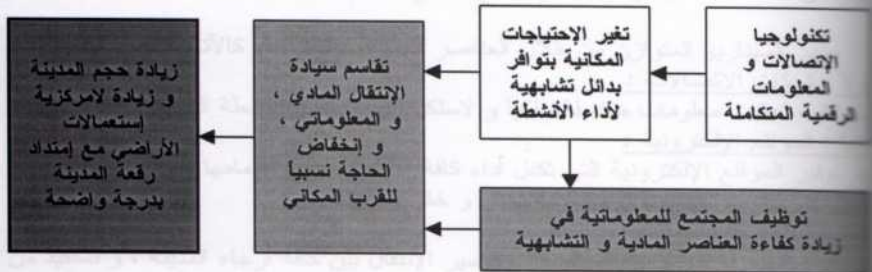 تكنولوجيا
الإتصالات و
المعلومات
الرقمية المتكاملة
تغير الإحتياجات
المكانية بتوافر
بدائل تشابهية
لأداء الأنشطة
تقاسم سيادة
الإنتقال المادي ،
و المعلوماتي ،
و إنخفاض
الحاجة نسبياً
للقرب المكاني
زيادة حجم المدينة
و زيادة لامركزية
إستعمالات
الأراضي مع إمتداد
رقعة المدينة
بدرجة واضحة
توظيف المجتمع للمعلوماتية في
زيادة كفاءة العناصر المادية و التشابهية